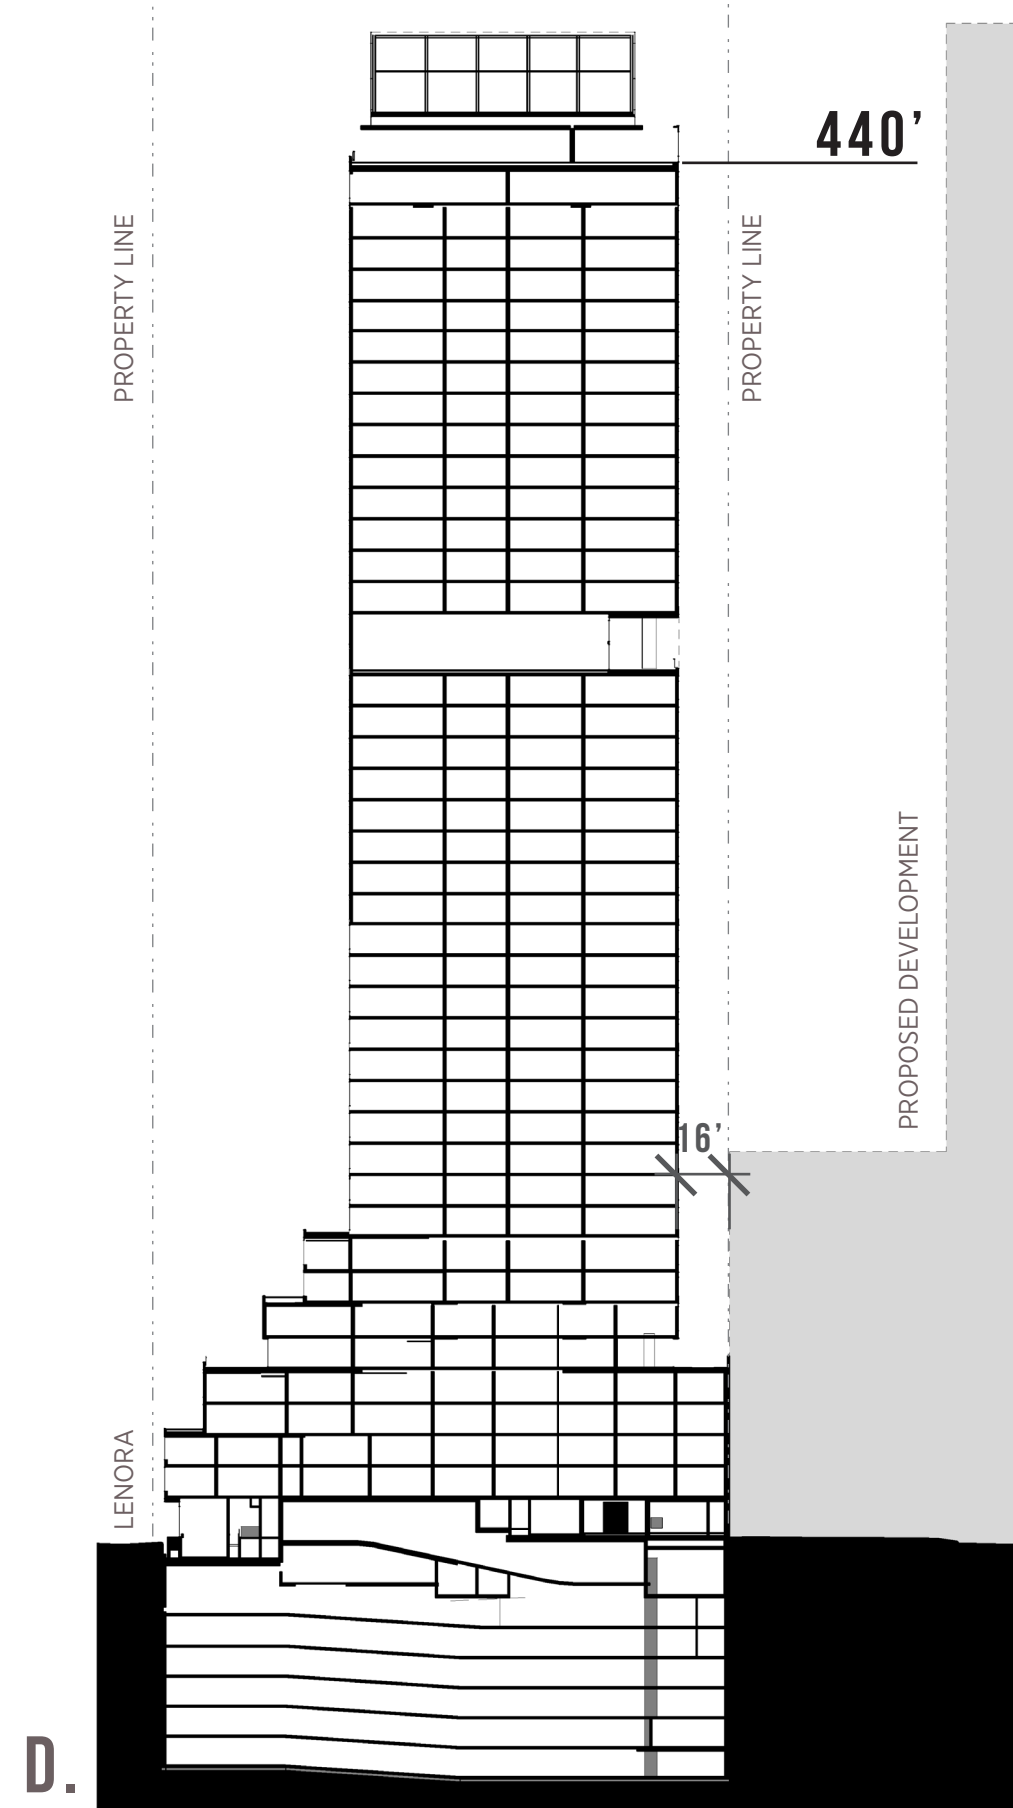 440’
PROPERTY LINE
PROPERTY LINE
PROPOSED DEVELOPMENT
16’
LENORA
D.